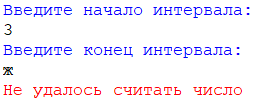 Введите начало интервала:
3
Введите конец интервала:
ж
Не удалось считать число